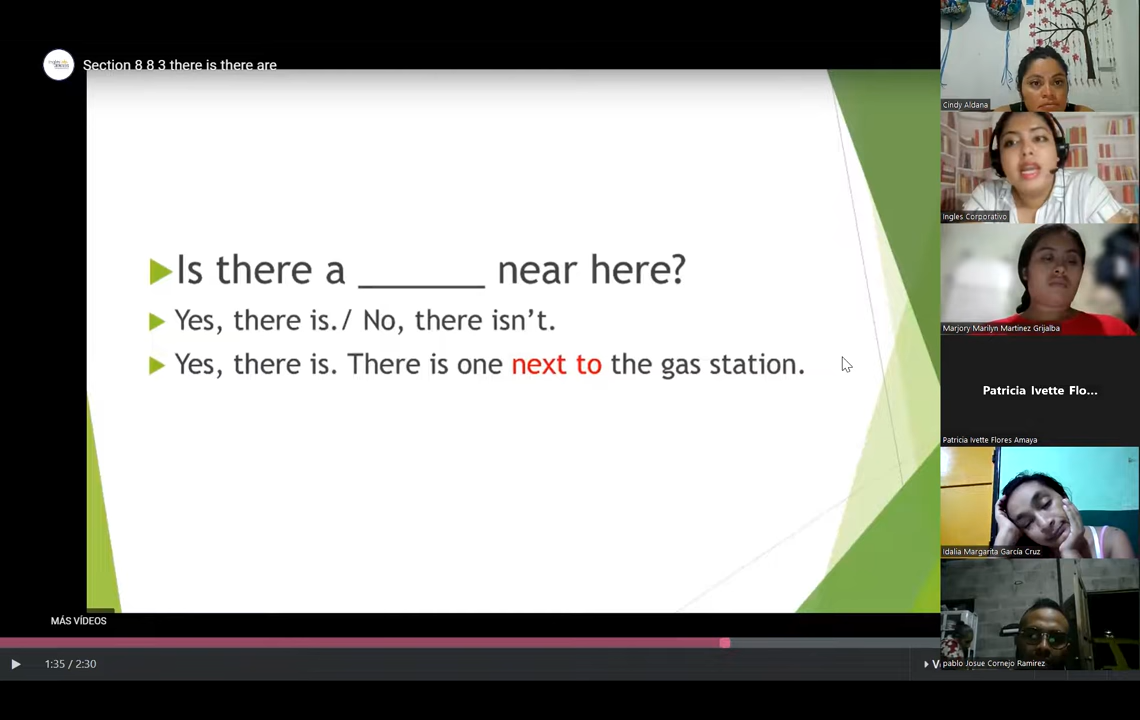 Section 8 8 3 there is there are
Is there a ______ near here?
Yes, there is./ No, there isn't.
Yes, there is. There is one next to the gas station.
MÁS VÍDEOS
1:35 / 2:30
Cindy Aldana
Ingles Corporativo
Marjory Marilyn Martinez Grijalba
Patricia Ivette Flo...
Patricia Ivette Flores Amaya
Idalia Margarita García Cruz
pablo Josue Cornejo Ramirez